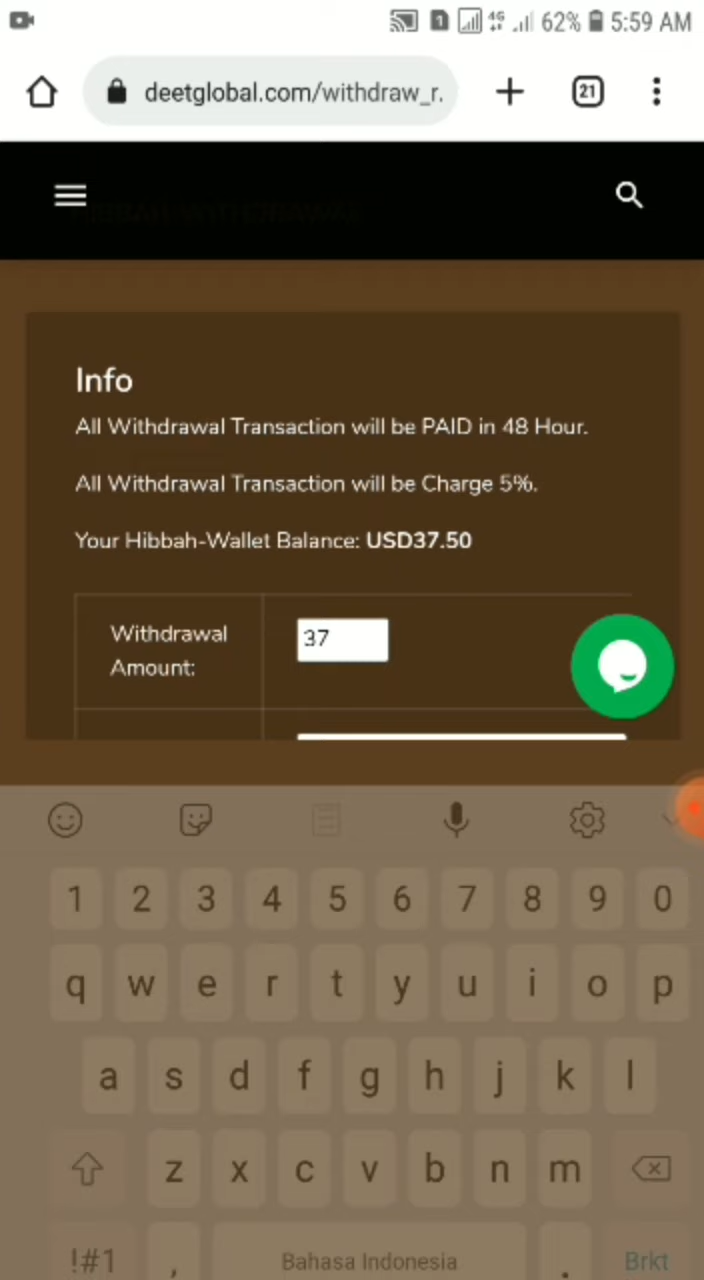 1 4G 62% 5:59 AM
deetglobal.com/withdraw_r. 21
Info
All Withdrawal Transaction will be PAID in 48 Hour.
All Withdrawal Transaction will be Charge 5%.
Your Hibbah-Wallet Balance: USD37.50
Withdrawal Amount: 37
1 2 3 4 5 6 7 8 9 0
q w e r t y u i o p
a s d f g h j k l
z x c v b n m
!#1 , Bahasa Indonesia . Brkt